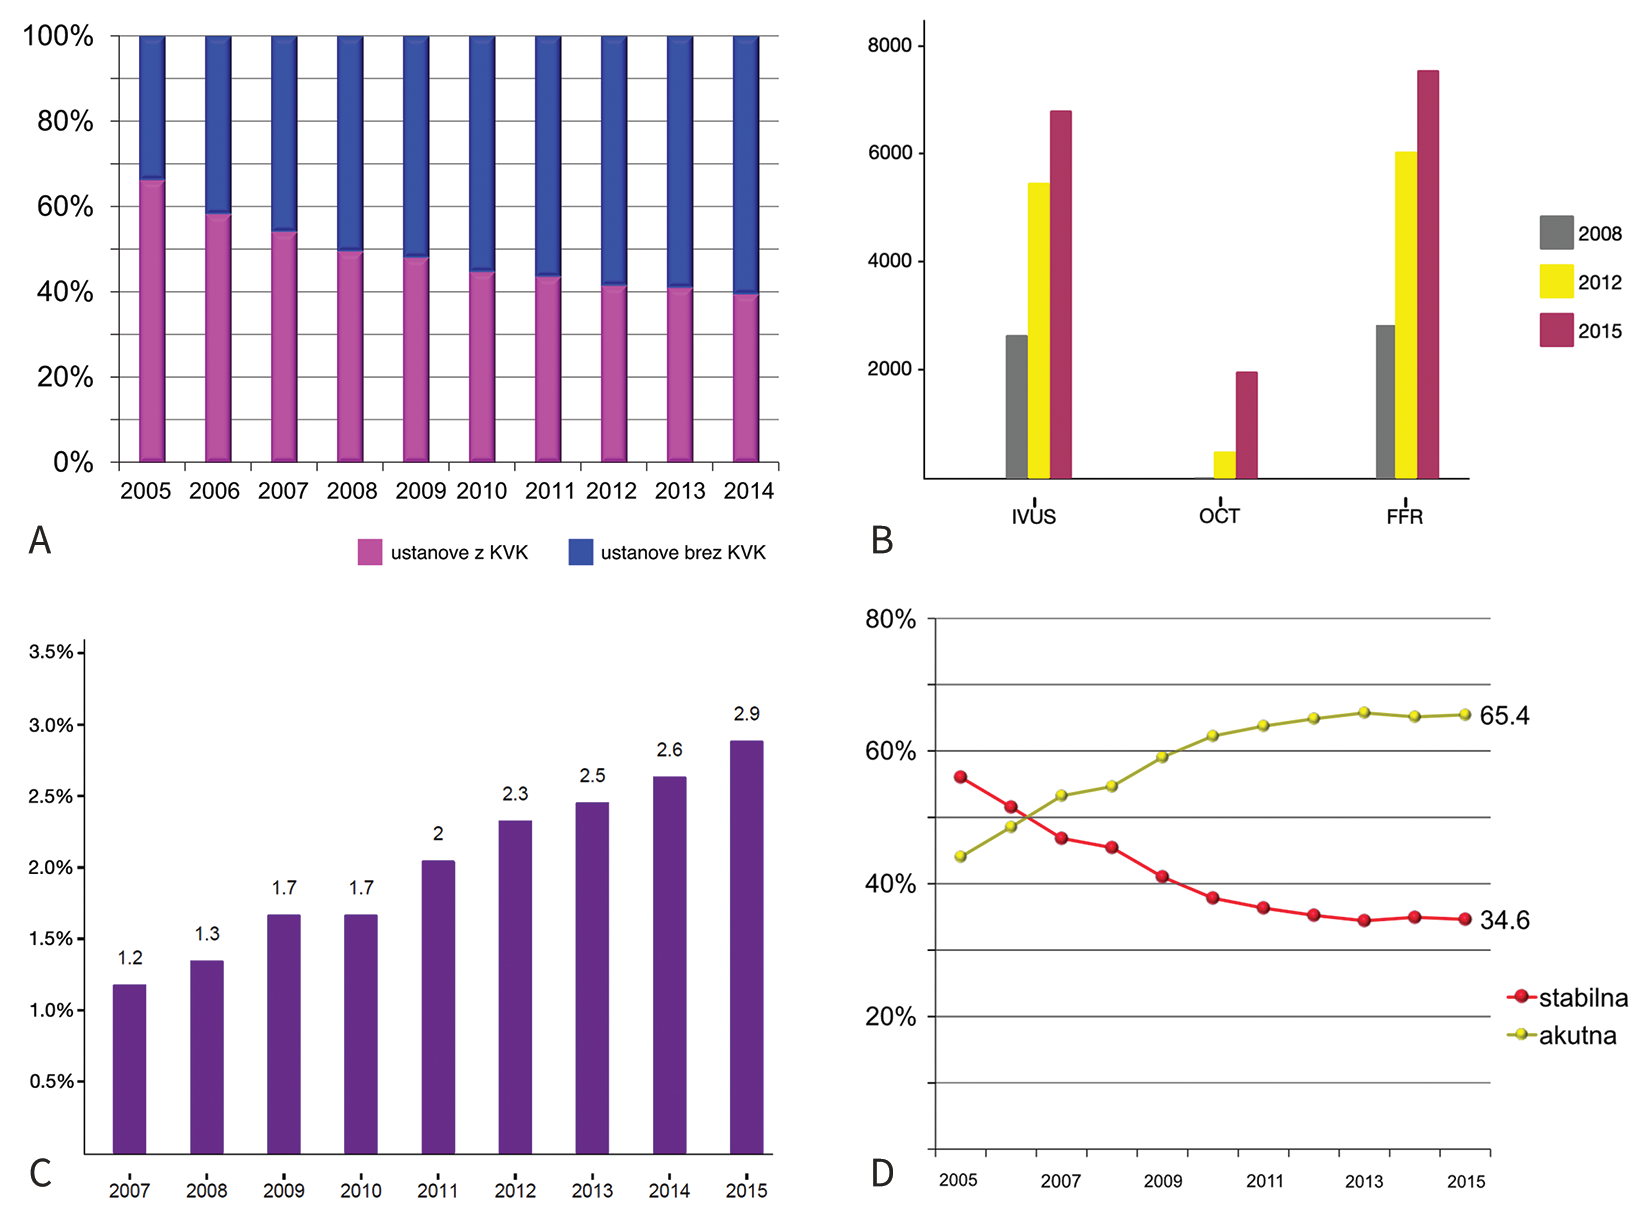 100%
80%
60%
40%
20%
0%
2005 2006 2007 2008 2009 2010 2011 2012 2013 2014
A
ustanove z KVK ustanove brez KVK
8000
6000
4000
2000
IVUS OCT FFR
2008
2012
2015
B
3.5%
3.0%
2.5%
2.0%
1.5%
1.0%
0.5%
1.2 1.3 1.7 1.7 2 2.3 2.5 2.6 2.9
2007 2008 2009 2010 2011 2012 2013 2014 2015
C
80%
60%
40%
20%
65.4
34.6
stabilna
akutna
2005 2007 2009 2011 2013 2015
D